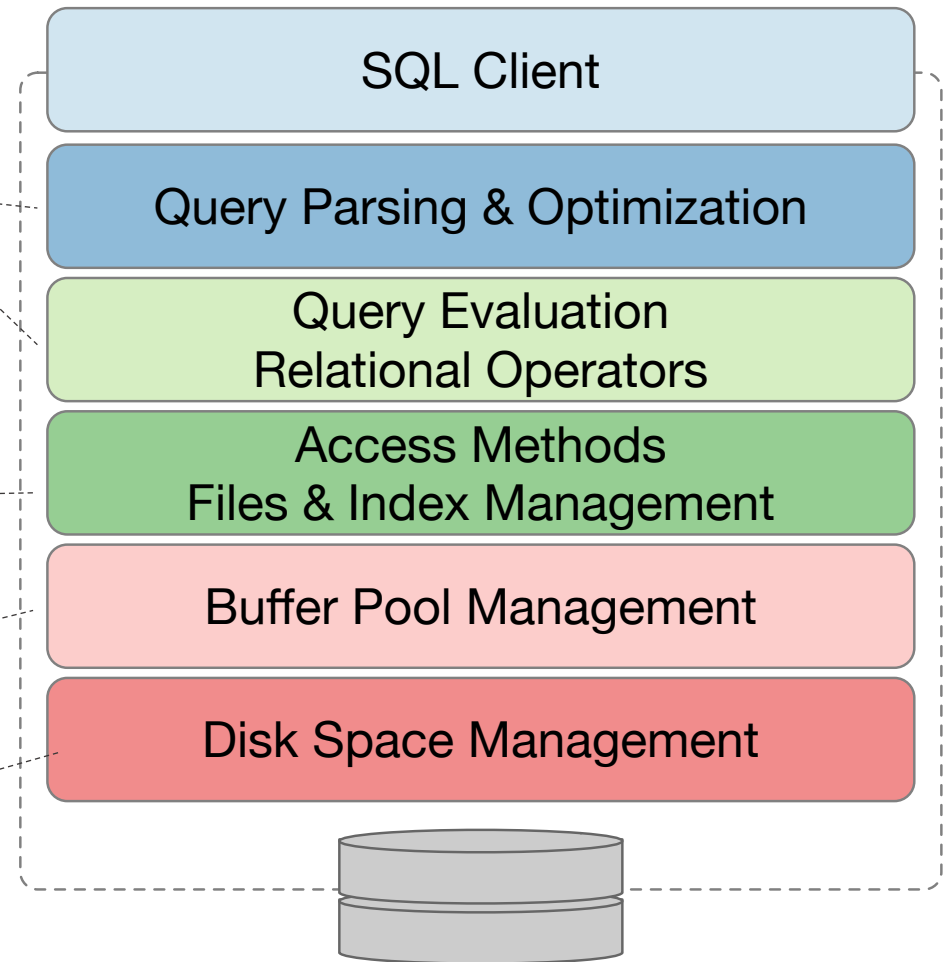 SQL Client
Query Parsing & Optimization
Query Evaluation
Relational Operators
Access Methods
Files & Index Management
Buffer Pool Management
Disk Space Management